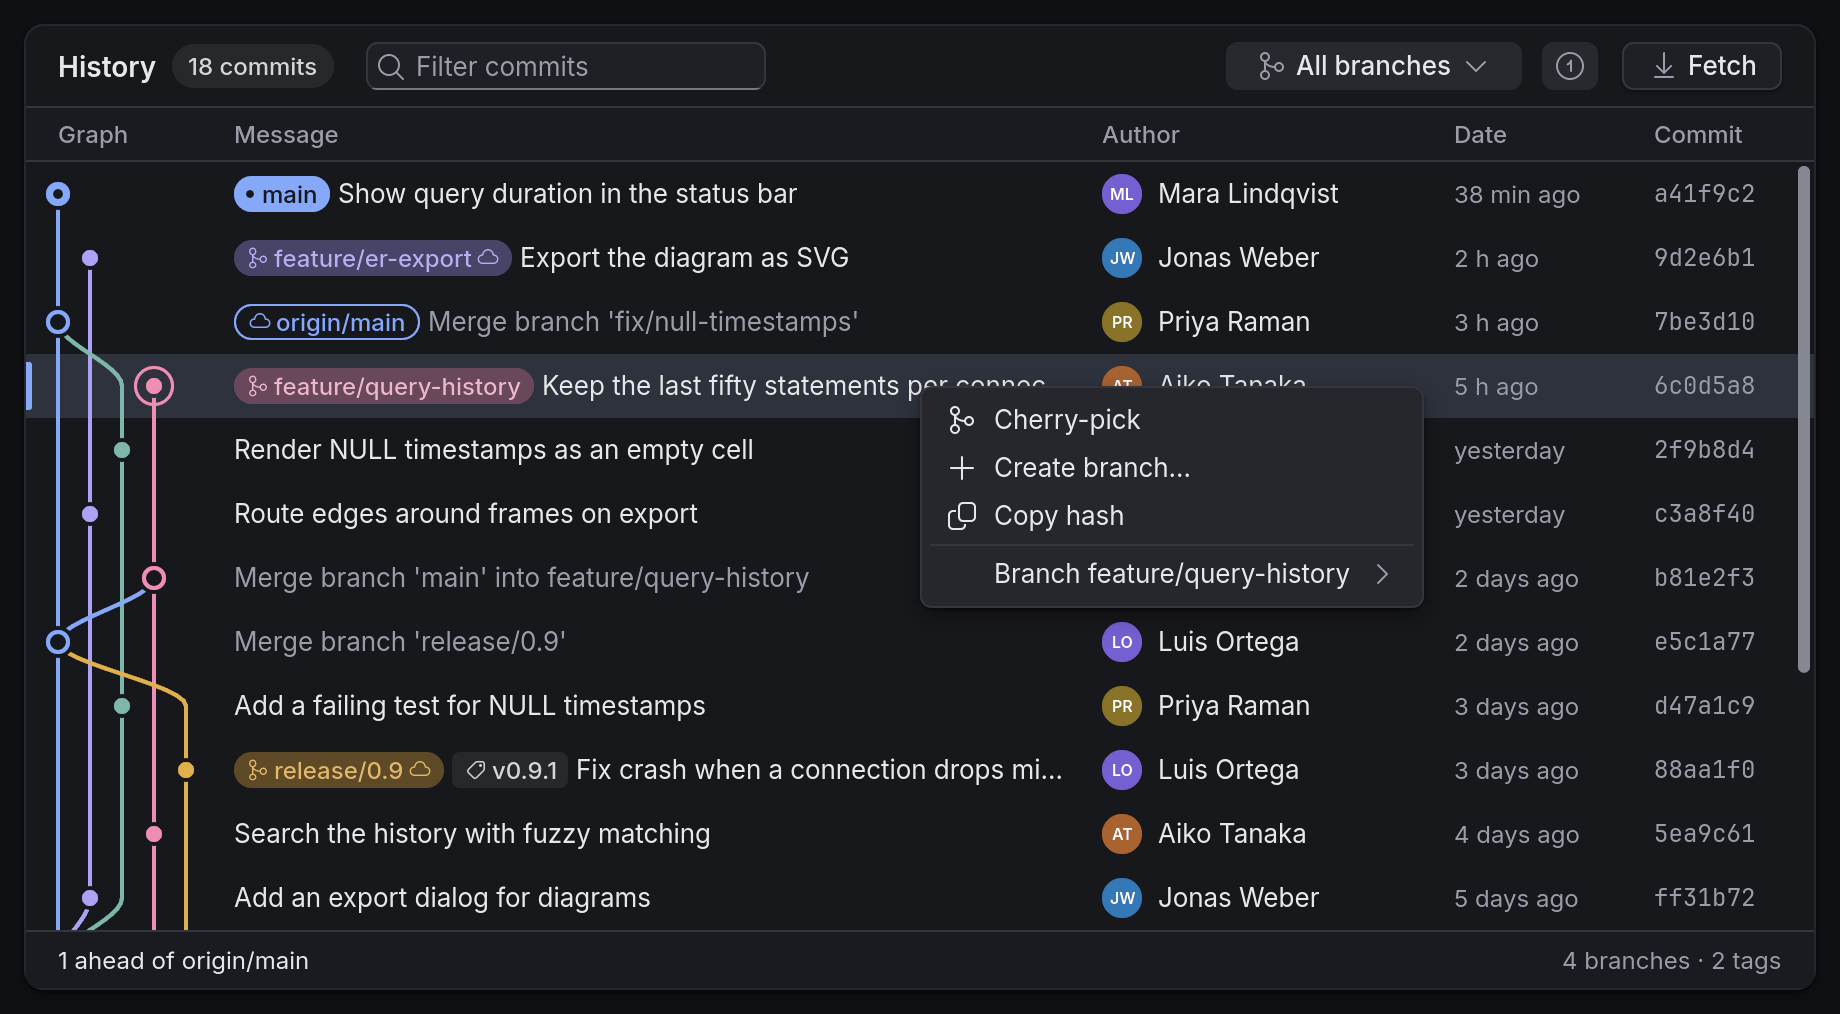 History 18 commits Filter commits All branches 1 Fetch
Graph Message Author Date Commit
main Show query duration in the status bar ML Mara Lindqvist 38 min ago a41f9c2
feature/er-export Export the diagram as SVG JW Jonas Weber 2 h ago 9d2e6b1
origin/main Merge branch 'fix/null-timestamps' PR Priya Raman 3 h ago 7be3d10
feature/query-history Keep the last fifty statements per connec... AT Aiko Tanaka 5 h ago 6c0d5a8
Cherry-pick
Render NULL timestamps as an empty cell yesterday 2f9b8d4
Create branch...
Copy hash
Route edges around frames on export yesterday c3a8f40
Branch feature/query-history
Merge branch 'main' into feature/query-history 2 days ago b81e2f3
Merge branch 'release/0.9' LO Luis Ortega 2 days ago e5c1a77
Add a failing test for NULL timestamps PR Priya Raman 3 days ago d47a1c9
release/0.9 v0.9.1 Fix crash when a connection drops mi... LO Luis Ortega 3 days ago 88aa1f0
Search the history with fuzzy matching AT Aiko Tanaka 4 days ago 5ea9c61
Add an export dialog for diagrams JW Jonas Weber 5 days ago ff31b72
1 ahead of origin/main 4 branches · 2 tags